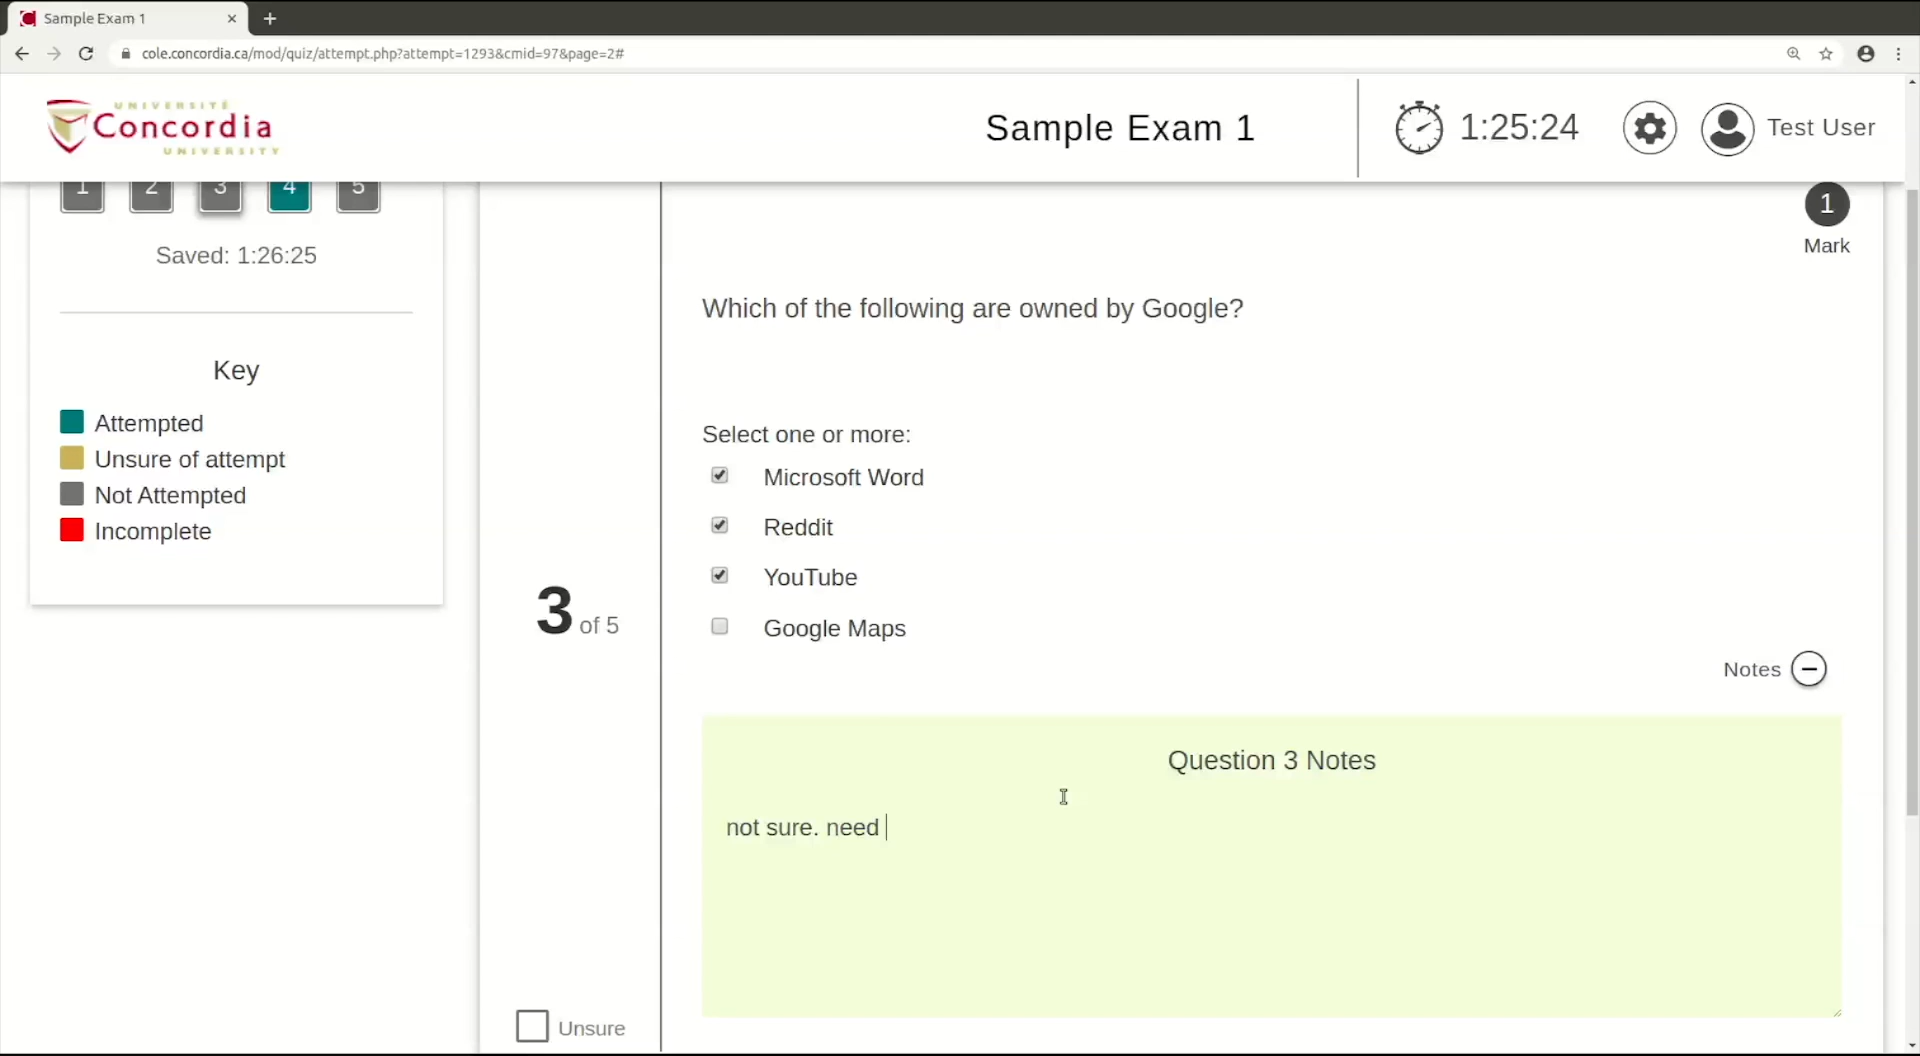 Sample Exam 1
cole.concordia.ca/mod/quiz/attempt.php?attempt=1293&cmid=97&page=2#
UNIVERSITÉ
Concordia
UNIVERSITY
Sample Exam 1
1:25:24
Test User
1 2 3 4 5
Saved: 1:26:25
Key
Attempted
Unsure of attempt
Not Attempted
Incomplete
3 of 5
Unsure
1
Mark
Which of the following are owned by Google?
Select one or more:
Microsoft Word
Reddit
YouTube
Google Maps
Notes
Question 3 Notes
not sure. need